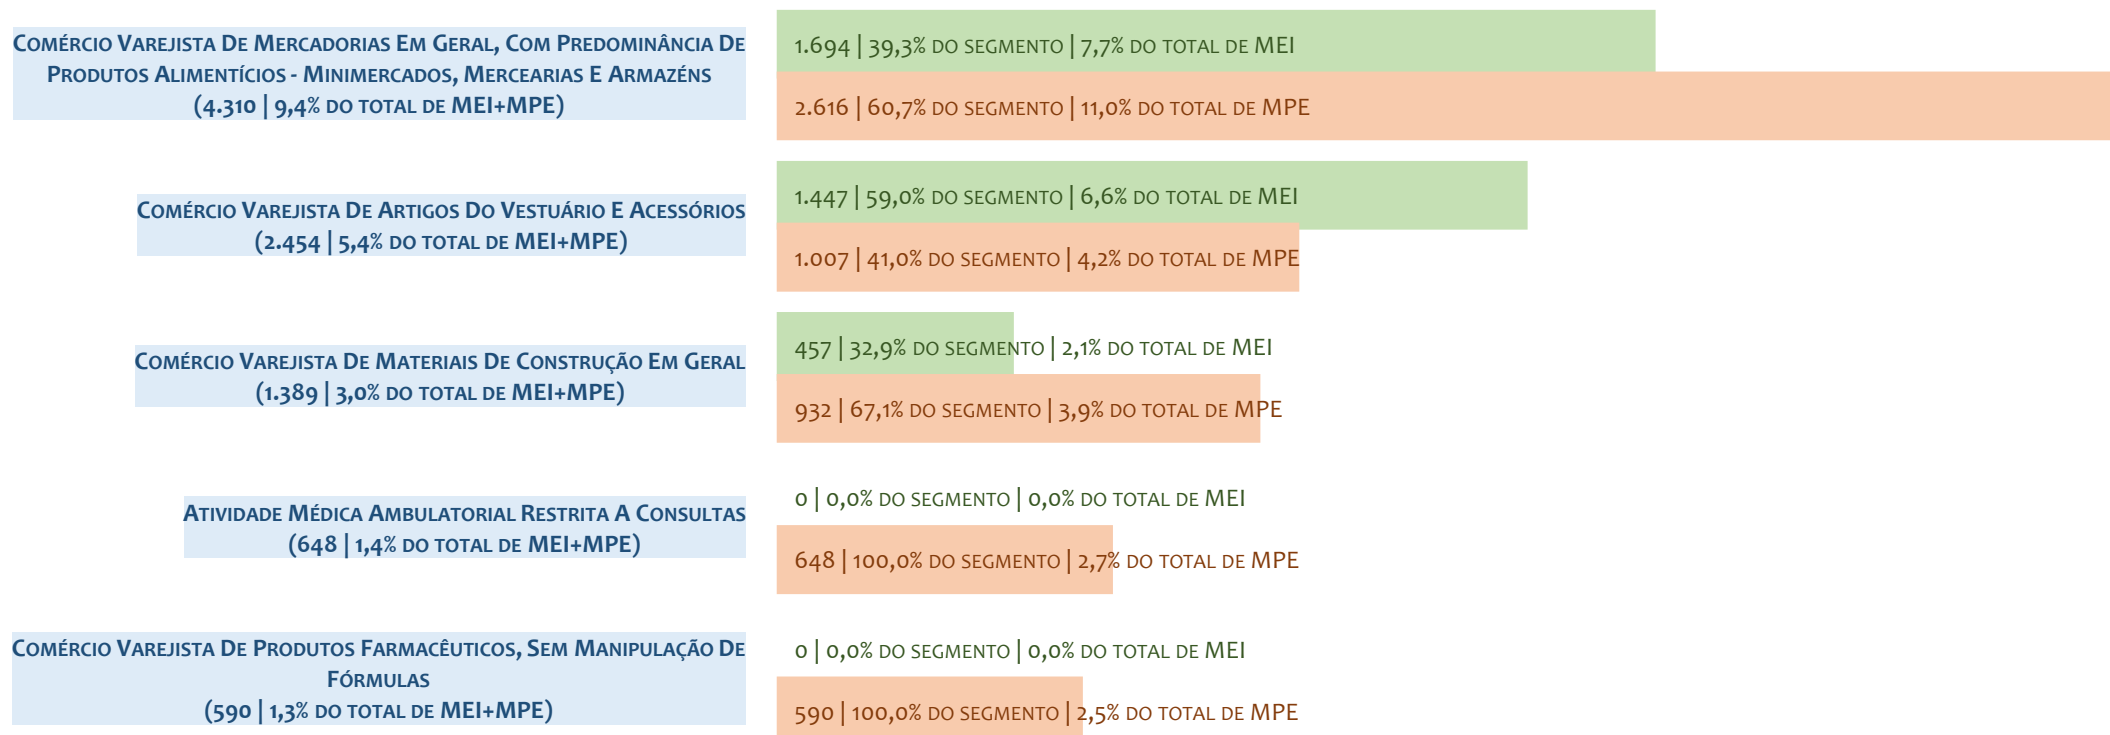 Comércio Varejista De Mercadorias Em Geral, Com Predominância De
Produtos Alimentícios - Minimercados, Mercearias E Armazéns
(4.310 | 9,4% do total de MEI+MPE)
1.694 | 39,3% do segmento | 7,7% do total de MEI
2.616 | 60,7% do segmento | 11,0% do total de MPE
Comércio Varejista De Artigos Do Vestuário E Acessórios
(2.454 | 5,4% do total de MEI+MPE)
1.447 | 59,0% do segmento | 6,6% do total de MEI
1.007 | 41,0% do segmento | 4,2% do total de MPE
Comércio Varejista De Materiais De Construção Em Geral
(1.389 | 3,0% do total de MEI+MPE)
457 | 32,9% do segmento | 2,1% do total de MEI
932 | 67,1% do segmento | 3,9% do total de MPE
Atividade Médica Ambulatorial Restrita A Consultas
(648 | 1,4% do total de MEI+MPE)
0 | 0,0% do segmento | 0,0% do total de MEI
648 | 100,0% do segmento | 2,7% do total de MPE
Comércio Varejista De Produtos Farmacêuticos, Sem Manipulação De
Fórmulas
(590 | 1,3% do total de MEI+MPE)
0 | 0,0% do segmento | 0,0% do total de MEI
590 | 100,0% do segmento | 2,5% do total de MPE